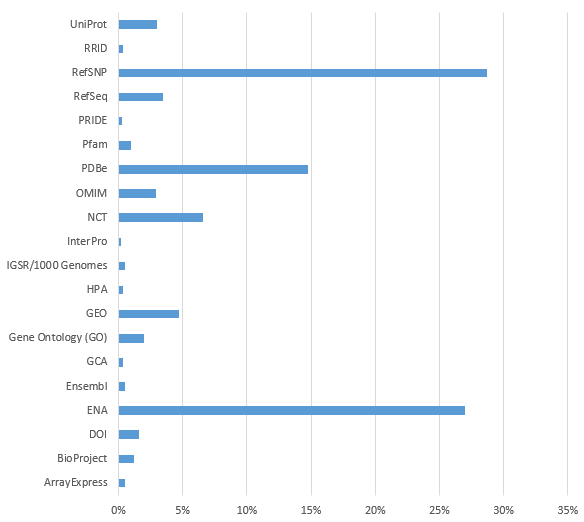 UniProt
RRID
RefSNP
RefSeq
PRIDE
Pfam
PDBe
OMIM
NCT
InterPro
IGSR/1000 Genomes
HPA
GEO
Gene Ontology (GO)
GCA
Ensembl
ENA
DOI
BioProject
ArrayExpress
0% 5% 10% 15% 20% 25% 30% 35%